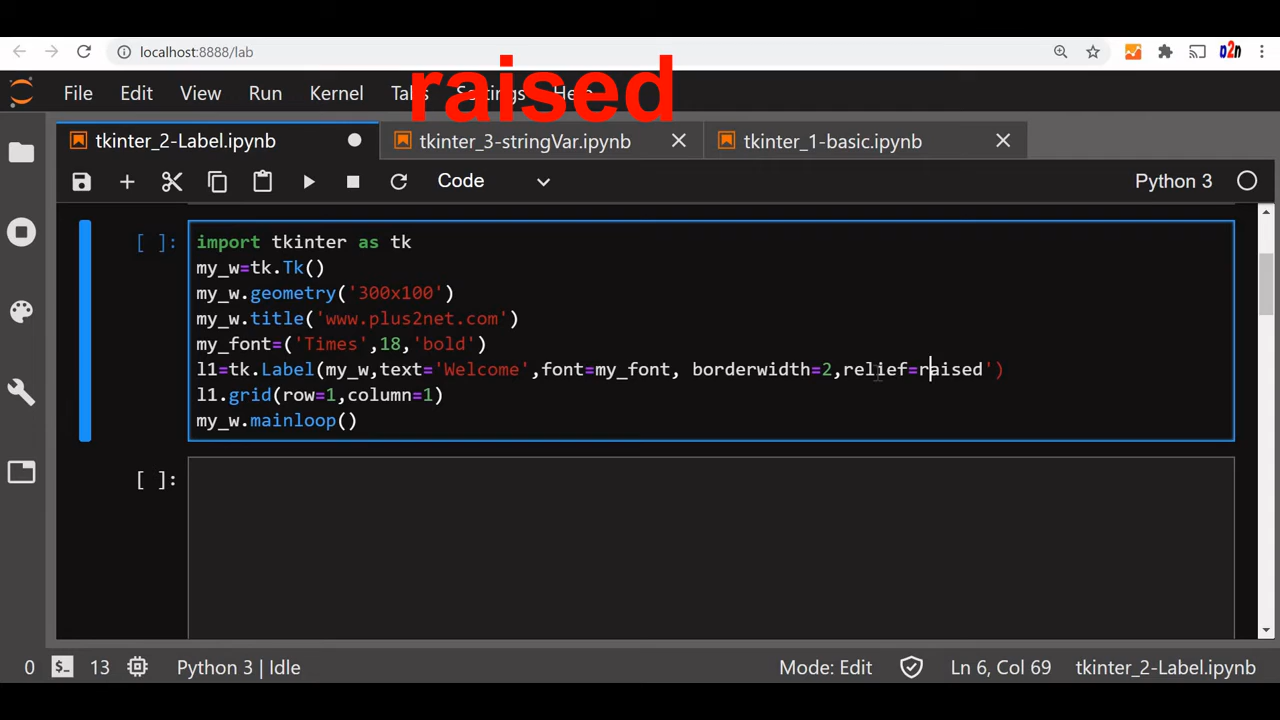 localhost:8888/lab
raised
File Edit View Run Kernel Tabs Settings Help
tkinter_2-Label.ipynb tkinter_3-stringVar.ipynb tkinter_1-basic.ipynb
Code Python 3
[ ]: import tkinter as tk
my_w=tk.Tk()
my_w.geometry('300x100')
my_w.title('www.plus2net.com')
my_font=('Times',18,'bold')
l1=tk.Label(my_w,text='Welcome',font=my_font, borderwidth=2,relief=raised')
l1.grid(row=1,column=1)
my_w.mainloop()
[ ]:
0 13 Python 3 | Idle Mode: Edit Ln 6, Col 69 tkinter_2-Label.ipynb